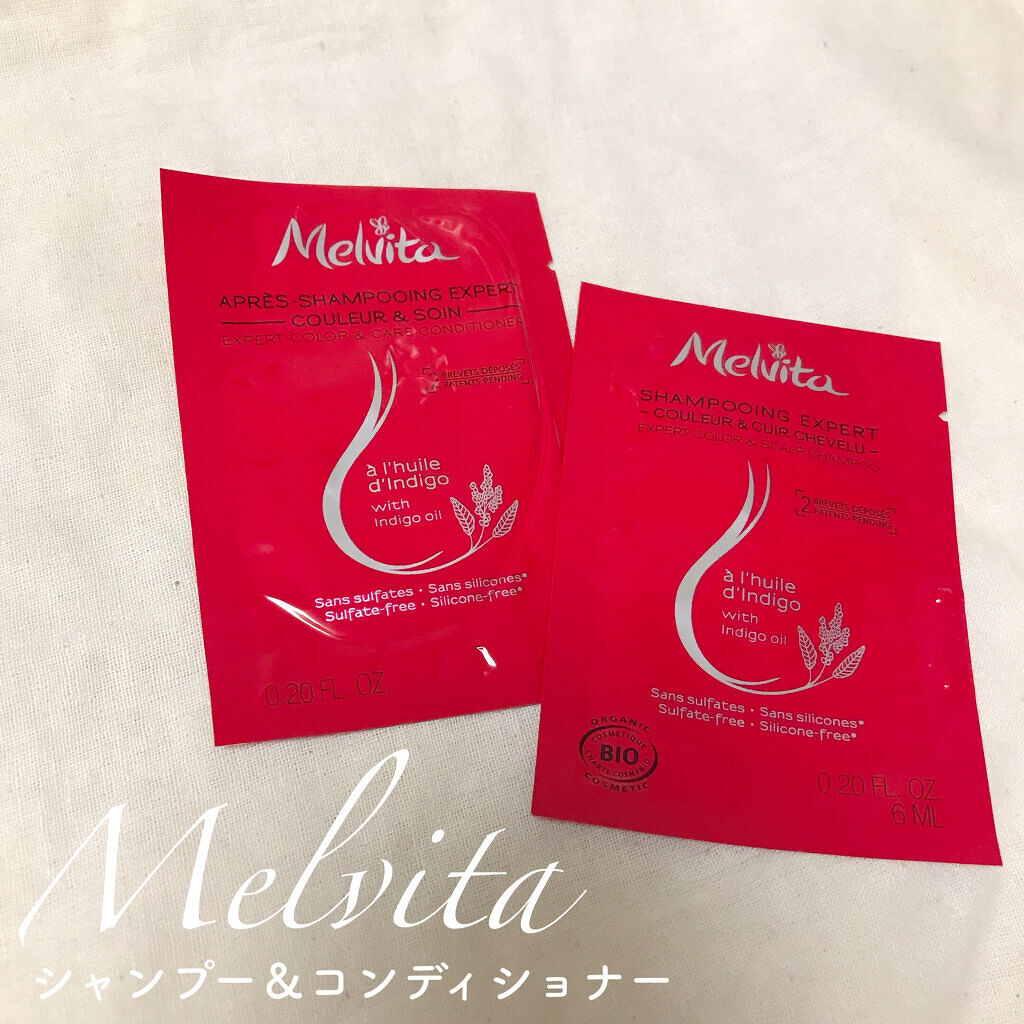 Melvita
APRÈS-SHAMPOOING EXPERT
COULEUR & SOIN
EXPERT COLOR & CARE CONDITIONER
2 BREVETS DÉPOSÉS
PATENTS PENDING
à l'huile
d'Indigo
with
Indigo oil
Sans sulfates · Sans silicones*
Sulfate-free · Silicone-free*
0.20 FL. OZ
Melvita
SHAMPOOING EXPERT
– COULEUR & CUIR CHEVELU –
EXPERT COLOR & SCALP SHAMPOO
2 BREVETS DÉPOSÉS
PATENTS PENDING
à l'huile
d'Indigo
with
Indigo oil
Sans sulfates · Sans silicones*
Sulfate-free · Silicone-free*
ORGANIC
COSMÉTIQUE
BIO
CHARTE COSMEBIO
COSMETIC
0.20 FL. OZ.
6 ML
Melvita
シャンプー&コンディショナー